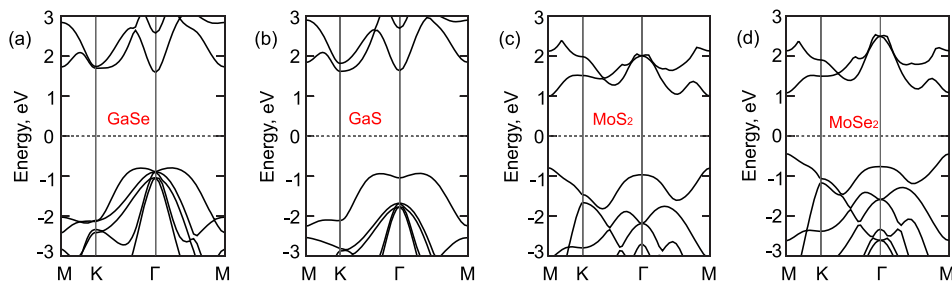 (a)
Energy, eV
3
2
1
0
-1
-2
-3
GaSe
M K Γ M
(b)
Energy, eV
3
2
1
0
-1
-2
-3
GaS
M K Γ M
(c)
Energy, eV
3
2
1
0
-1
-2
-3
MoS2
M K Γ M
(d)
Energy, eV
3
2
1
0
-1
-2
-3
MoSe2
M K Γ M